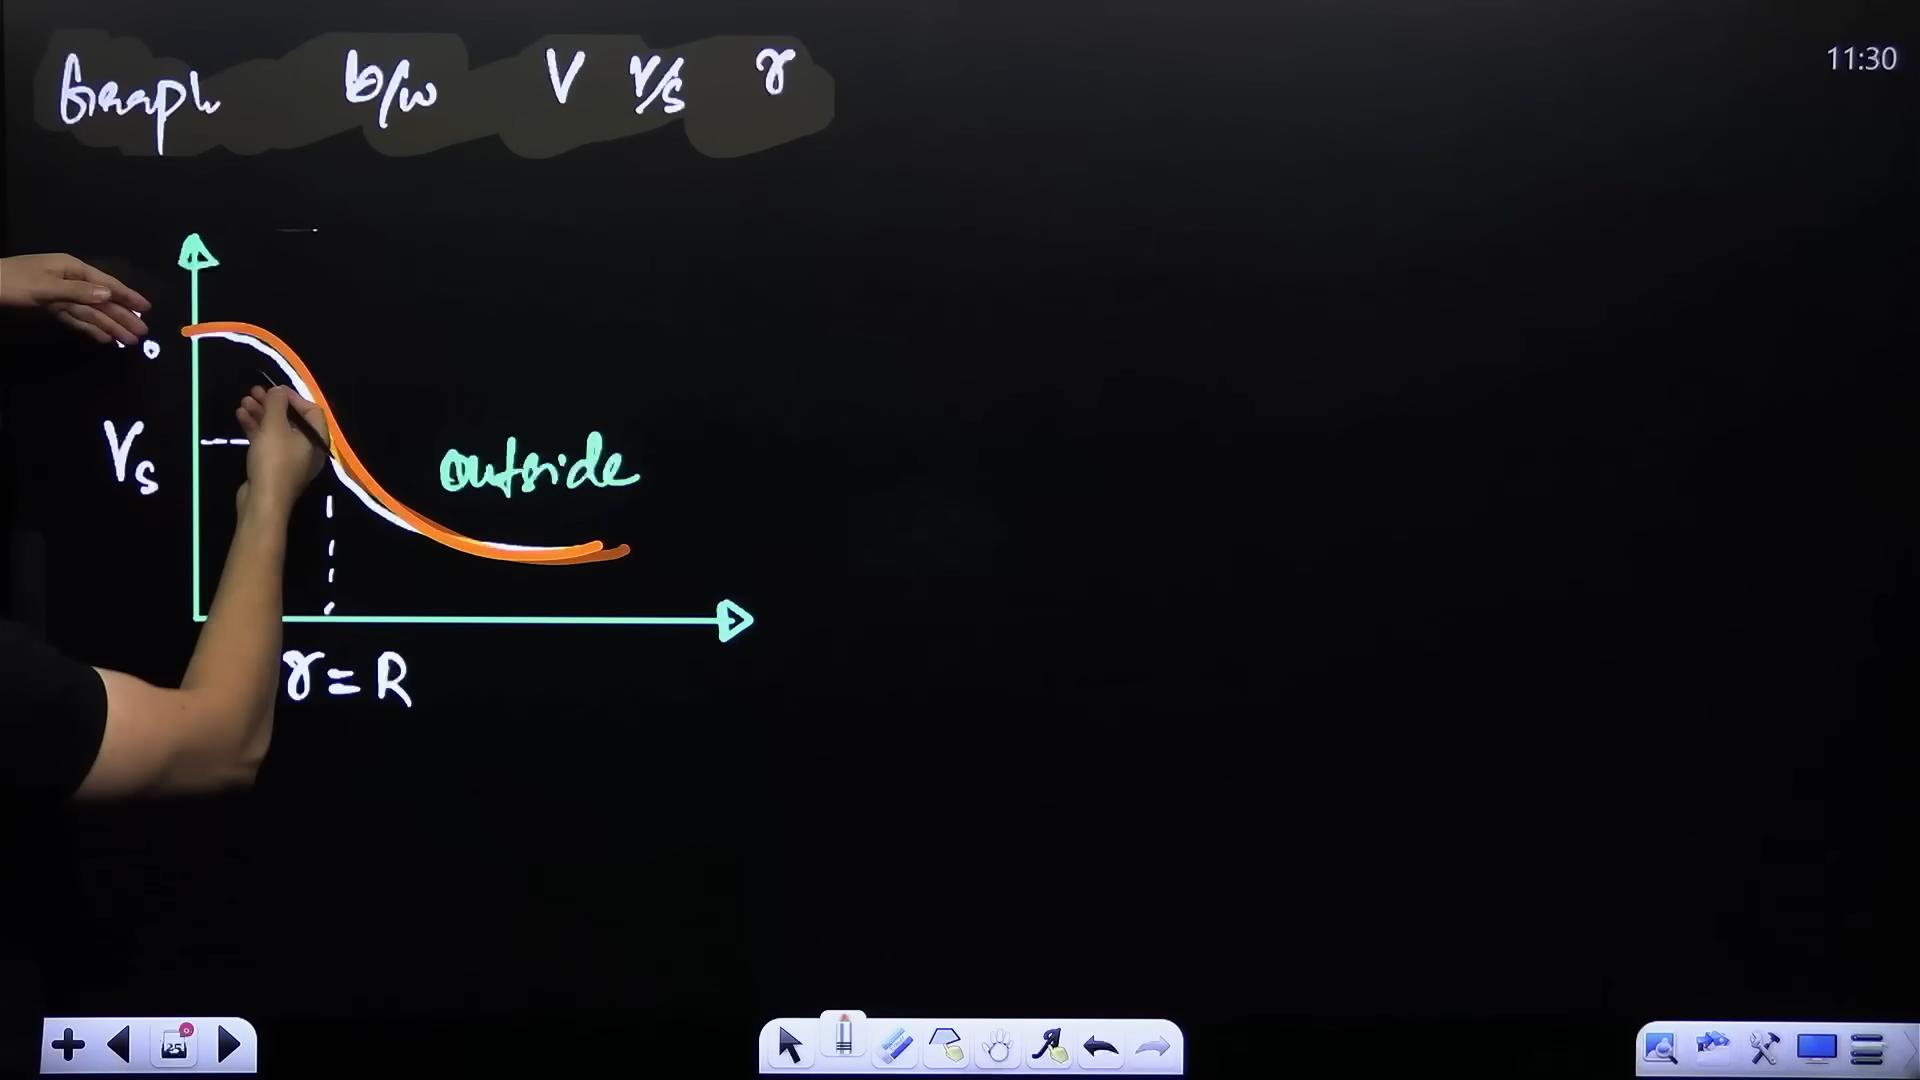 Graph b/w V v/s r
11:30
Vs
outside
r = R
25